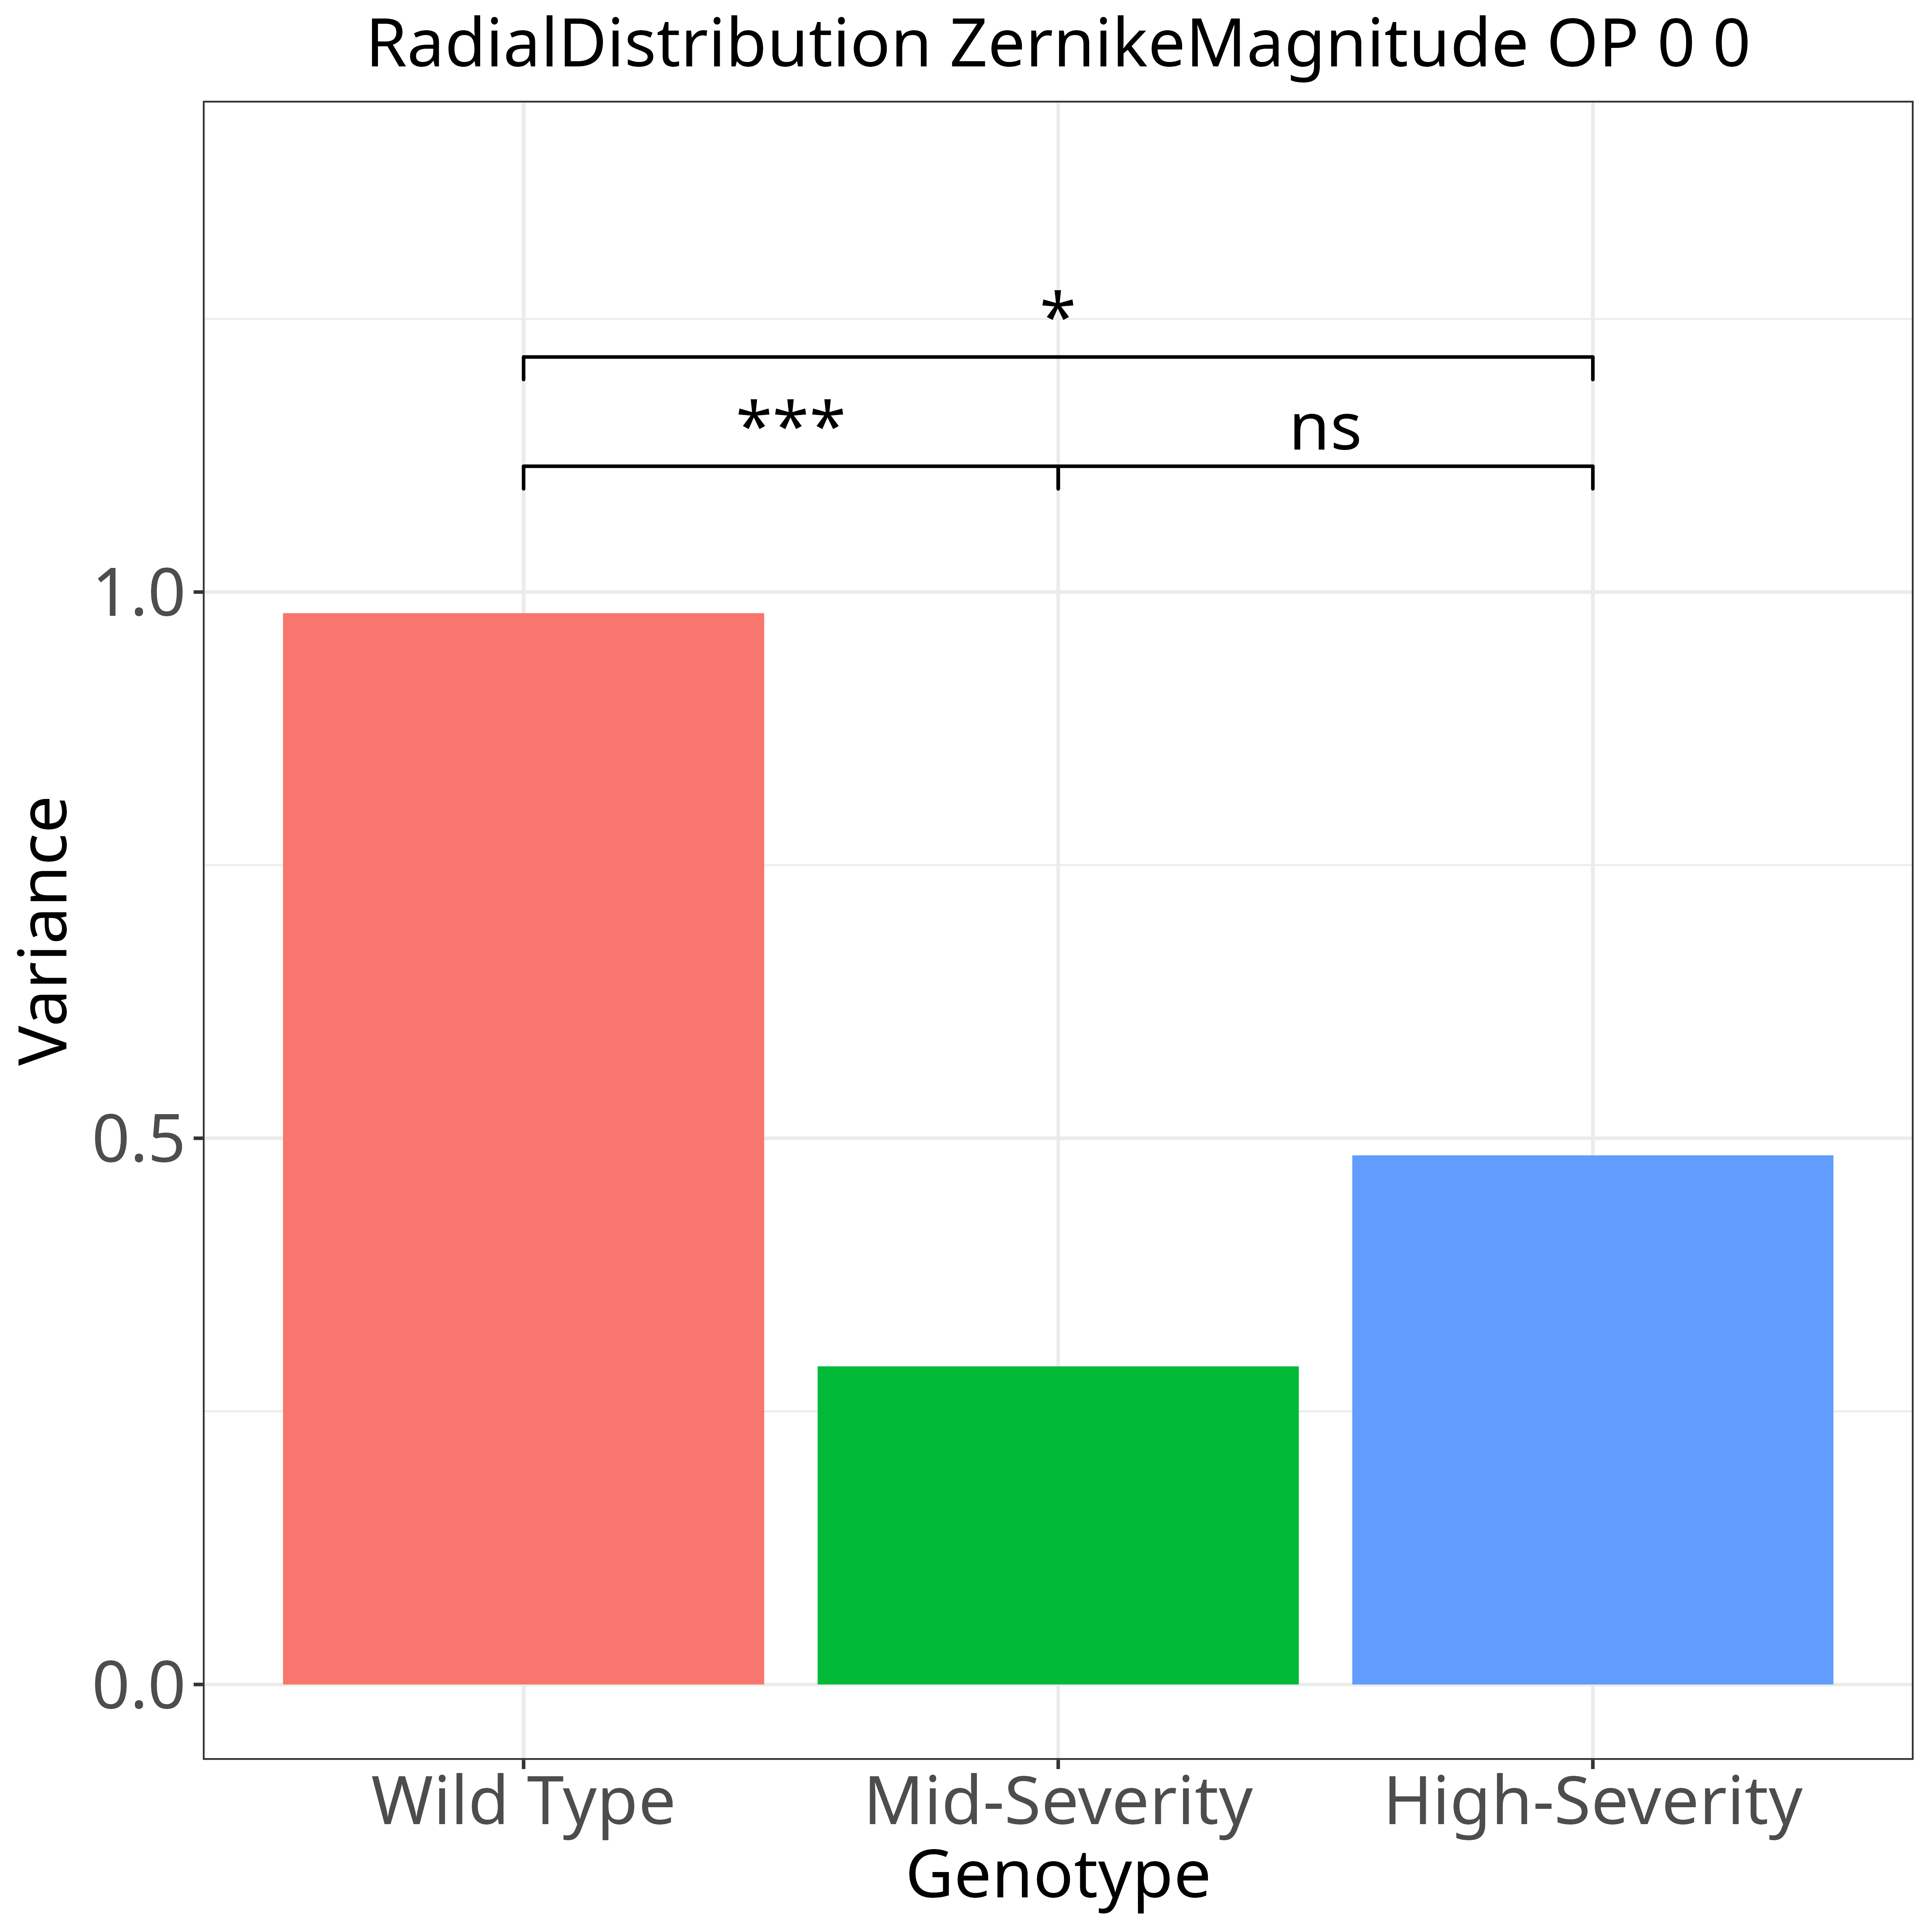 RadialDistribution ZernikeMagnitude OP 0 0
*
***
ns
1.0
0.5
0.0
Variance
Wild Type
Mid-Severity
High-Severity
Genotype